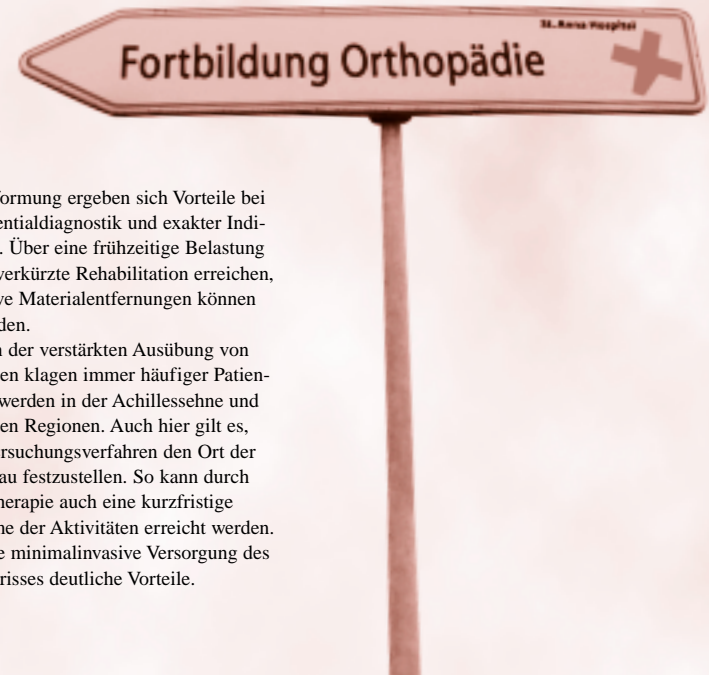 St. Anna Hospital
Fortbildung Orthopädie
formung ergeben sich Vorteile bei
entialdiagnostik und exakter Indi-
. Über eine frühzeitige Belastung
verkürzte Rehabilitation erreichen,
ve Materialentfernungen können
den.
n der verstärkten Ausübung von
en klagen immer häufiger Patien-
werden in der Achillessehne und
en Regionen. Auch hier gilt es,
rsuchungsverfahren den Ort der
au festzustellen. So kann durch
herapie auch eine kurzfristige
ne der Aktivitäten erreicht werden.
e minimalinvasive Versorgung des
risses deutliche Vorteile.